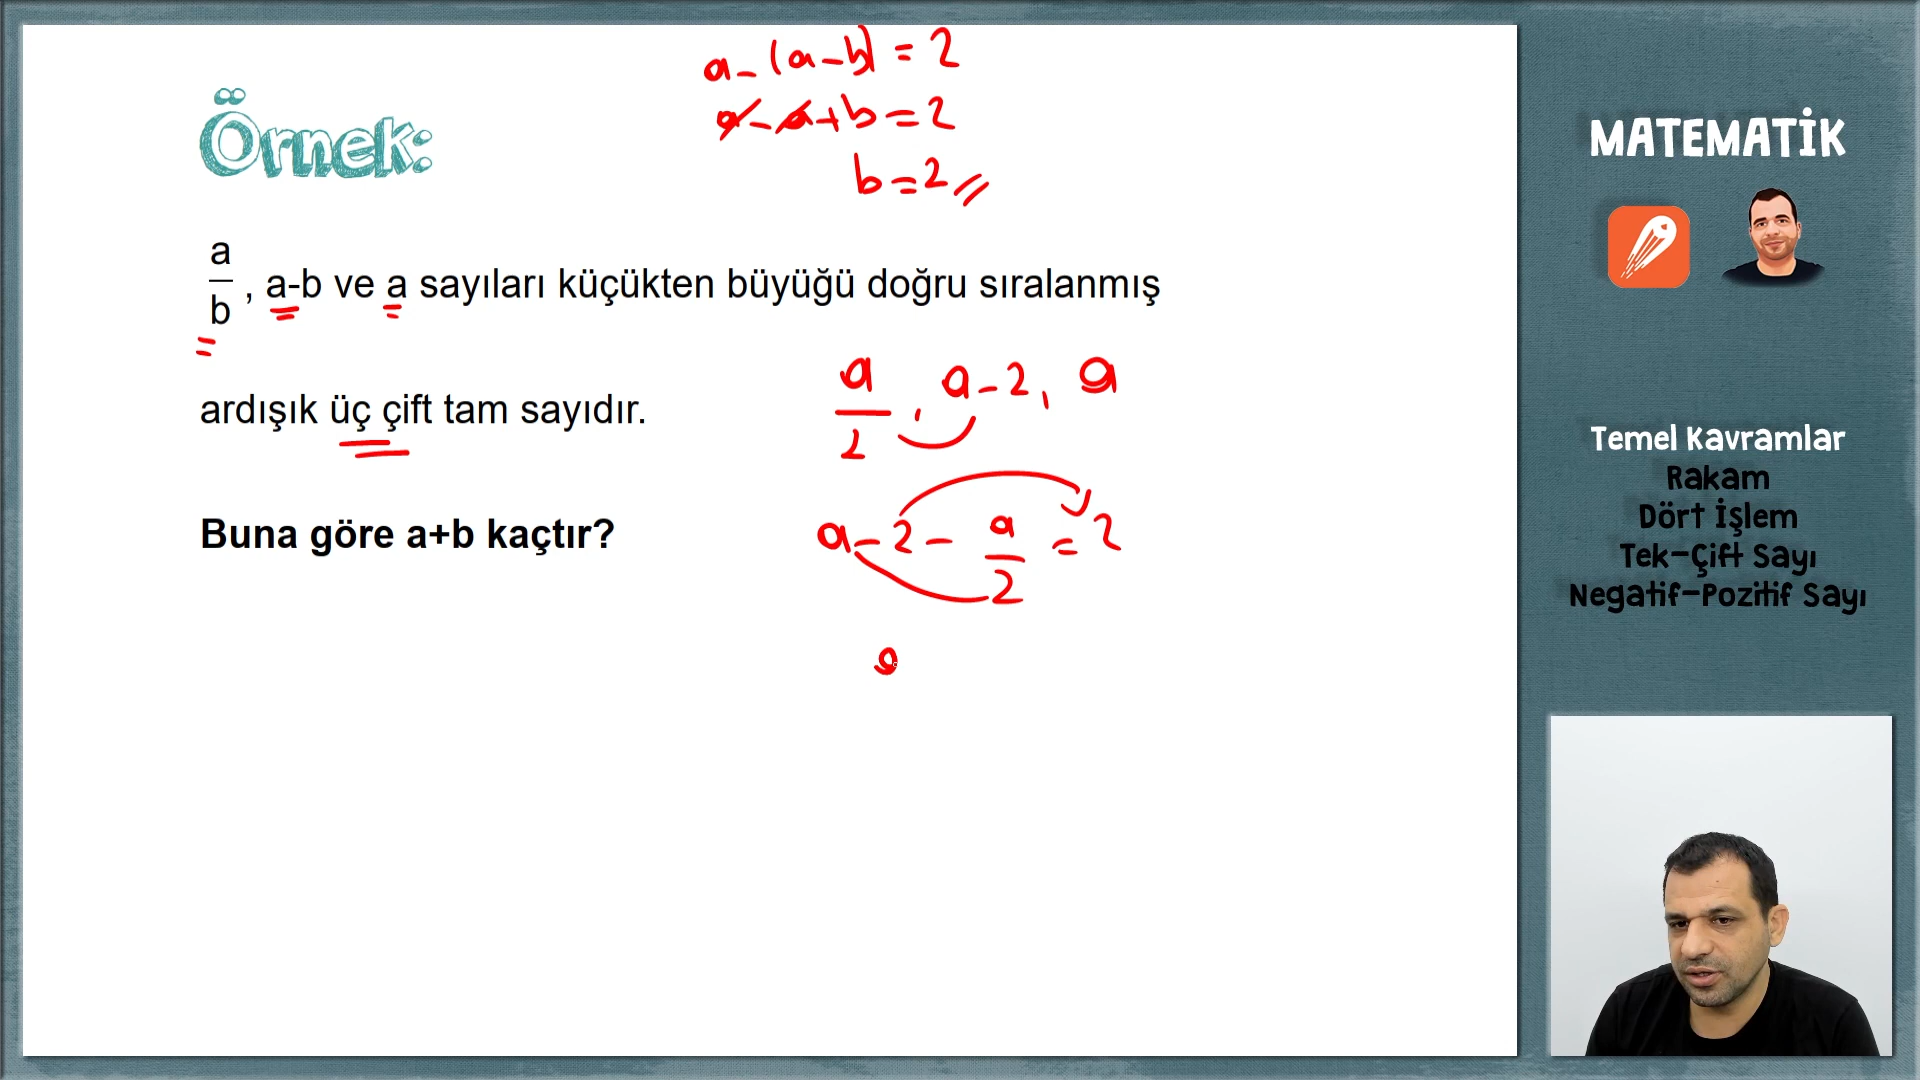 a-(a-b)=2
a-a+b=2
b=2
Örnek:
a/b, a-b ve a sayıları küçükten büyüğü doğru sıralanmış
ardışık üç çift tam sayıdır.
a/2, a-2, a
Buna göre a+b kaçtır?
a-2-a/2=2
a
MATEMATİK
Temel Kavramlar
Rakam
Dört İşlem
Tek-Çift Sayı
Negatif-Pozitif Sayı